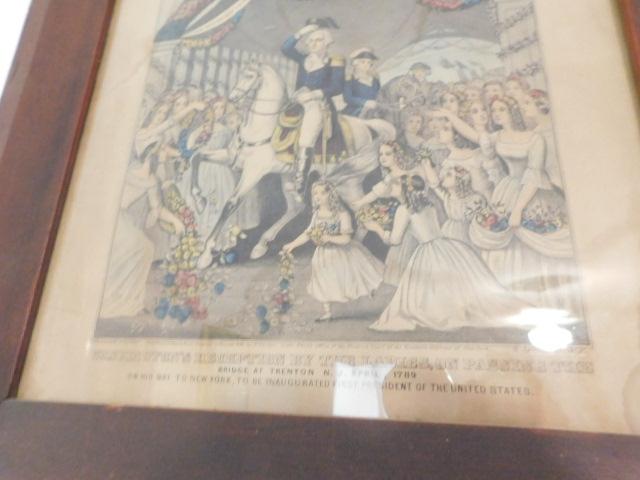 WASHINGTON'S RECEPTION BY THE LADIES, ON PASSING THE
BRIDGE AT TRENTON N. J. APRIL 1789
ON HIS WAY TO NEW YORK, TO BE INAUGURATED FIRST PRESIDENT OF THE UNITED STATES.